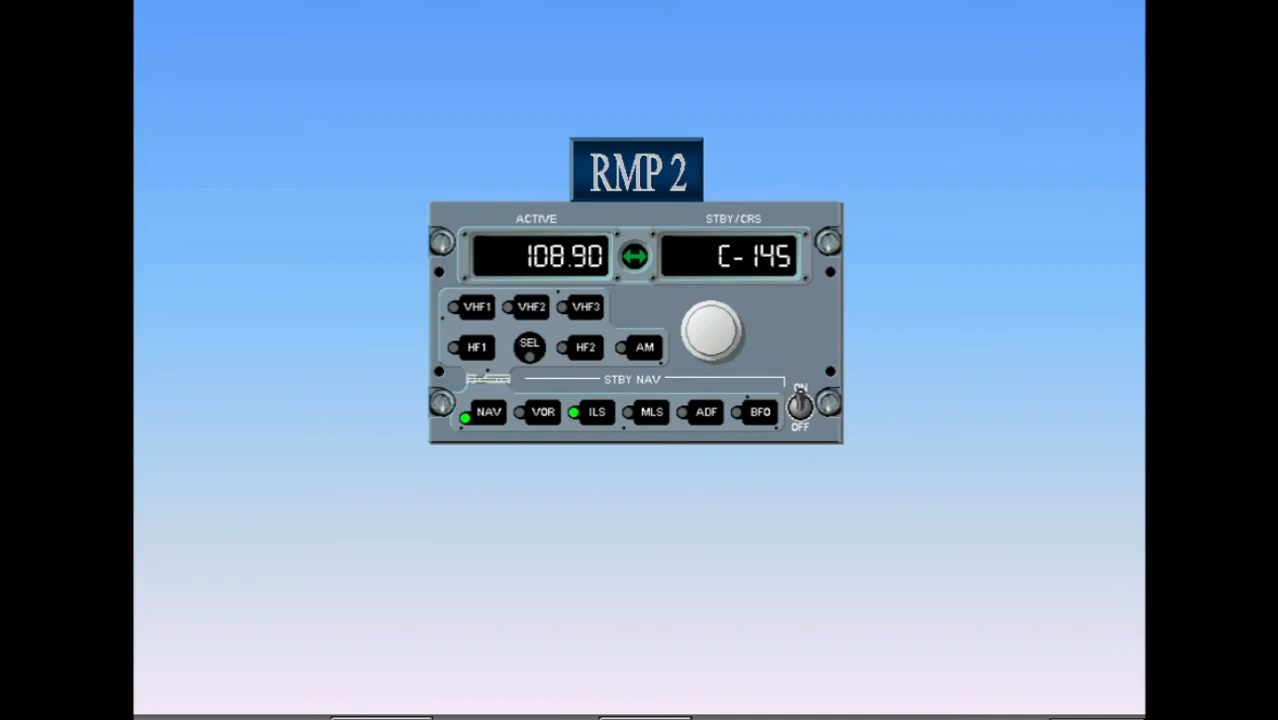 RMP 2
ACTIVE STBY/CRS
108.90 C-145
VHF1 VHF2 VHF3
HF1 SEL HF2 AM
STBY NAV
ON
NAV VOR ILS MLS ADF BFO
OFF